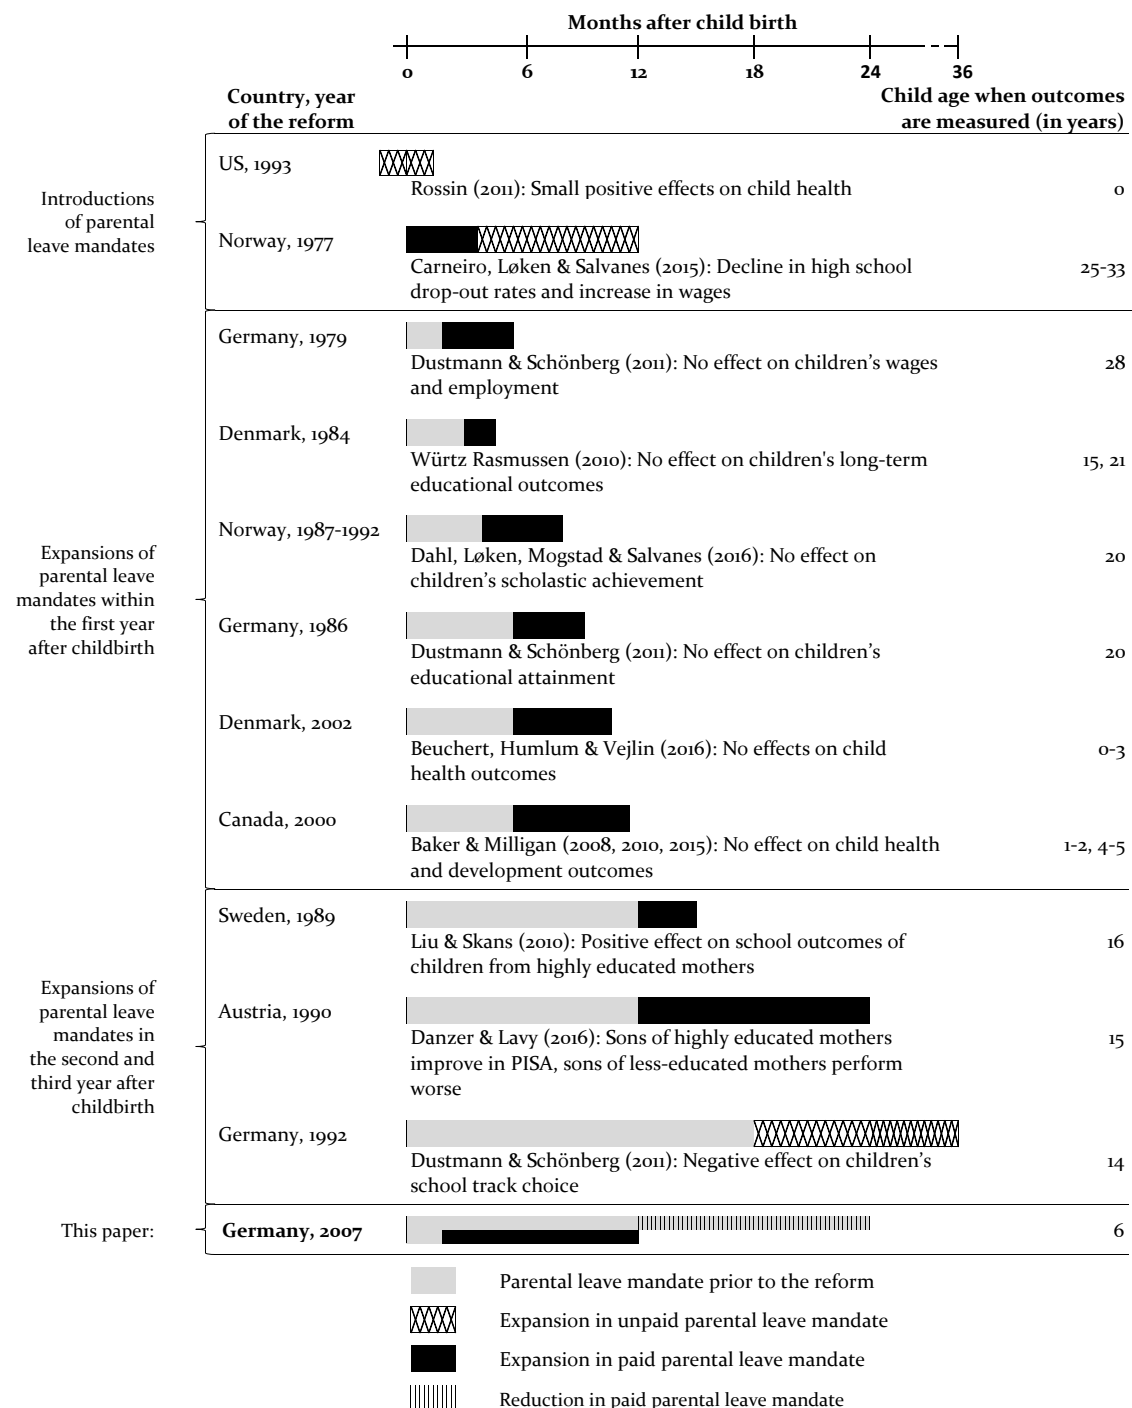 Months after child birth
0 6 12 18 24 36
Country, year
of the reform
Child age when outcomes
are measured (in years)
Introductions
of parental
leave mandates
US, 1993
Rossin (2011): Small positive effects on child health 0
Norway, 1977
Carneiro, Løken & Salvanes (2015): Decline in high school 25-33
drop-out rates and increase in wages
Expansions of
parental leave
mandates within
the first year
after childbirth
Germany, 1979
Dustmann & Schönberg (2011): No effect on children’s wages 28
and employment
Denmark, 1984
Würtz Rasmussen (2010): No effect on children's long-term 15, 21
educational outcomes
Norway, 1987-1992
Dahl, Løken, Mogstad & Salvanes (2016): No effect on 20
children’s scholastic achievement
Germany, 1986
Dustmann & Schönberg (2011): No effect on children’s 20
educational attainment
Denmark, 2002
Beuchert, Humlum & Vejlin (2016): No effects on child 0-3
health outcomes
Canada, 2000
Baker & Milligan (2008, 2010, 2015): No effect on child health 1-2, 4-5
and development outcomes
Expansions of
parental leave
mandates in
the second and
third year after
childbirth
Sweden, 1989
Liu & Skans (2010): Positive effect on school outcomes of 16
children from highly educated mothers
Austria, 1990
Danzer & Lavy (2016): Sons of highly educated mothers 15
improve in PISA, sons of less-educated mothers perform
worse
Germany, 1992
Dustmann & Schönberg (2011): Negative effect on children’s 14
school track choice
This paper:
Germany, 2007 6
Parental leave mandate prior to the reform
Expansion in unpaid parental leave mandate
Expansion in paid parental leave mandate
Reduction in paid parental leave mandate